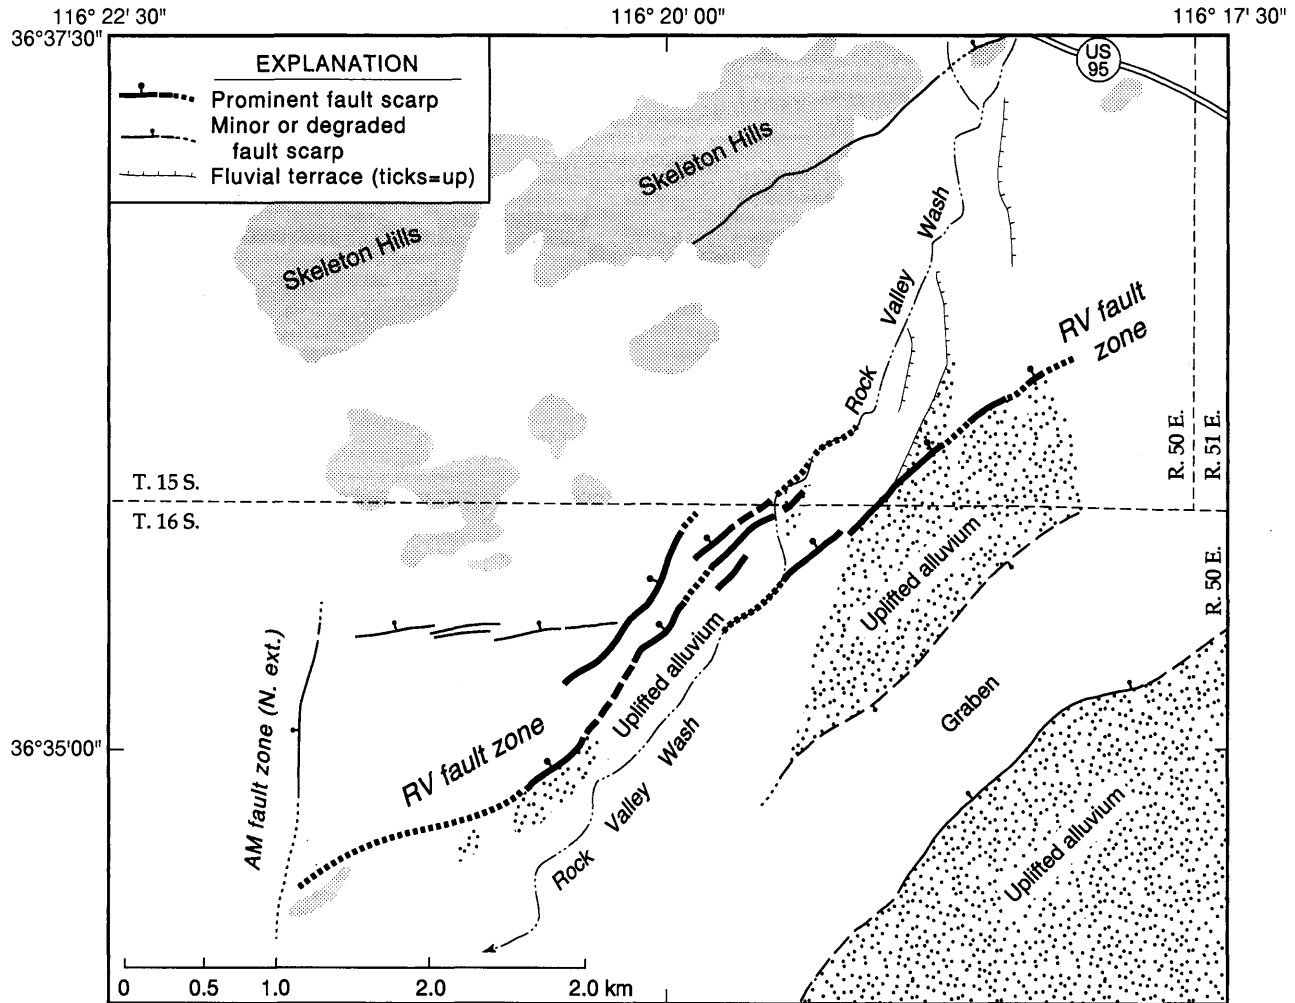 116° 22' 30"
116° 20' 00"
116° 17' 30"
36°37'30"
EXPLANATION
Prominent fault scarp
Minor or degraded
fault scarp
Fluvial terrace (ticks=up)
US
95
Skeleton Hills
Skeleton Hills
Rock Valley Wash
RV fault
zone
R. 50 E.
R. 51 E.
T. 15 S.
T. 16 S.
R. 50 E.
Uplifted alluvium
Uplifted alluvium
Graben
AM fault zone (N. ext.)
RV fault zone
36°35'00"
Rock Valley Wash
Uplifted alluvium
0 0.5 1.0 2.0 2.0 km